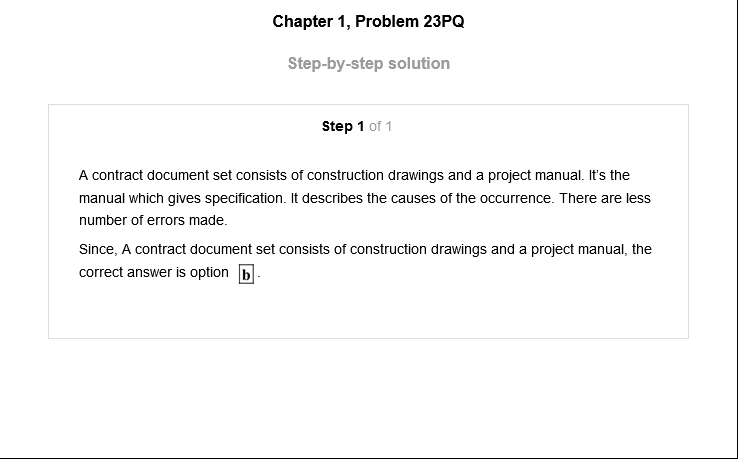 Chapter 1, Problem 23PQ
Step-by-step solution
Step 1 of 1
A contract document set consists of construction drawings and a project manual. It's the
manual which gives specification. It describes the causes of the occurrence. There are less
number of errors made.
Since, A contract document set consists of construction drawings and a project manual, the
correct answer is option b.